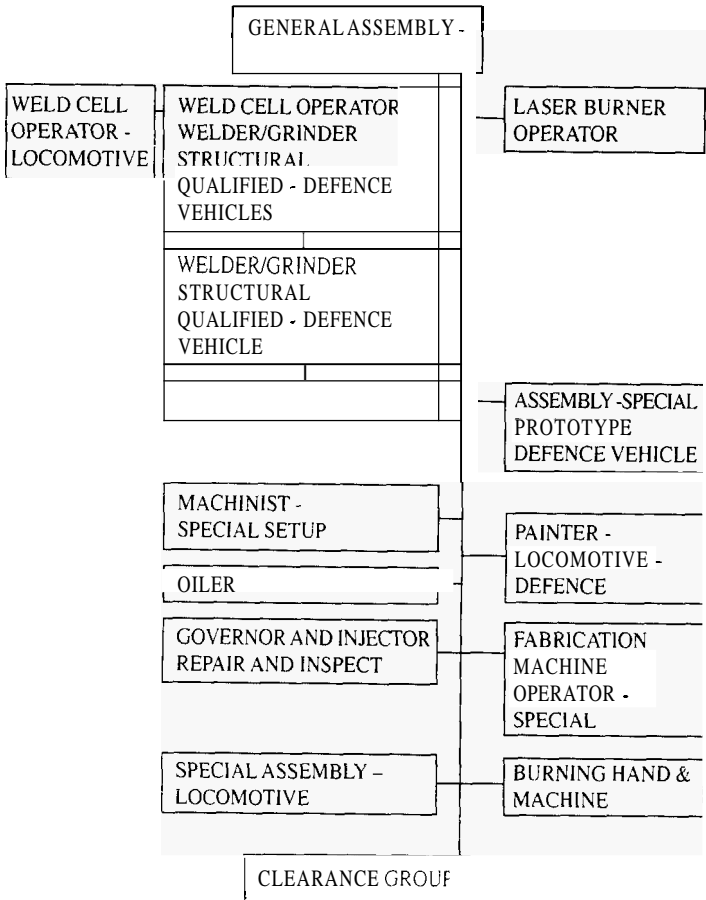 GENERAL ASSEMBLY -
WELD CELL
OPERATOR -
LOCOMOTIVE
WELD CELL OPERATOR
WELDER/GRINDER
STRUCTURAL
QUALIFIED - DEFENCE
VEHICLES
LASER BURNER
OPERATOR
WELDER/GRINDER
STRUCTURAL
QUALIFIED - DEFENCE
VEHICLE
ASSEMBLY -SPECIAL
PROTOTYPE
DEFENCE VEHICLE
MACHINIST -
SPECIAL SETUP
PAINTER -
LOCOMOTIVE -
DEFENCE
OILER
GOVERNOR AND INJECTOR
REPAIR AND INSPECT
FABRICATION
MACHINE
OPERATOR -
SPECIAL
SPECIAL ASSEMBLY –
LOCOMOTIVE
BURNING HAND &
MACHINE
CLEARANCE GROUP